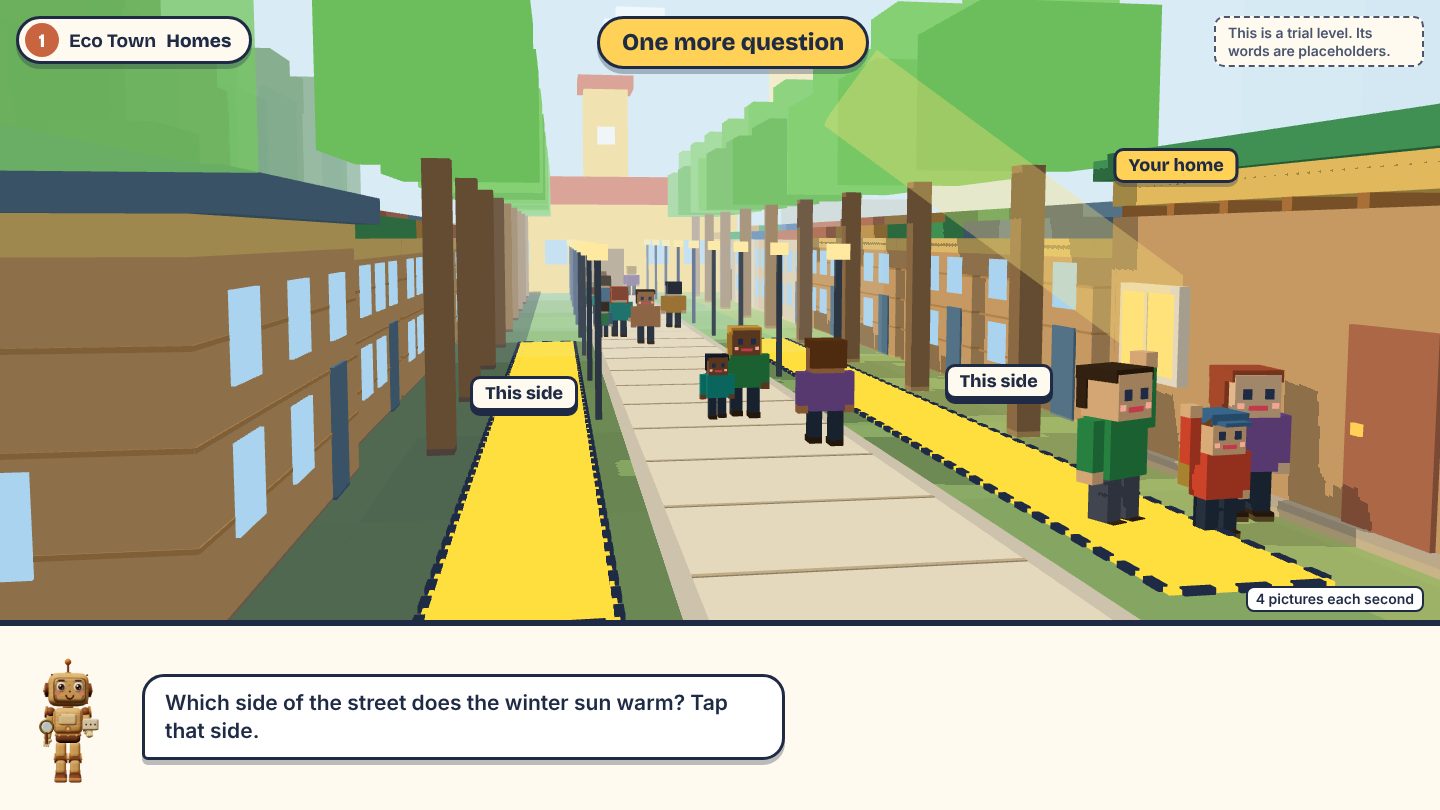 1 Eco Town Homes
One more question
This is a trial level. Its
words are placeholders.
Your home
This side
This side
4 pictures each second
Which side of the street does the winter sun warm? Tap
that side.